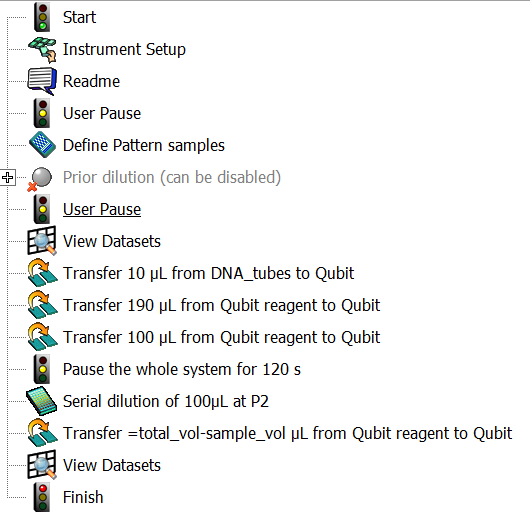 Start
Instrument Setup
Readme
User Pause
Define Pattern samples
Prior dilution (can be disabled)
User Pause
View Datasets
Transfer 10 µL from DNA_tubes to Qubit
Transfer 190 µL from Qubit reagent to Qubit
Transfer 100 µL from Qubit reagent to Qubit
Pause the whole system for 120 s
Serial dilution of 100µL at P2
Transfer =total_vol-sample_vol µL from Qubit reagent to Qubit
View Datasets
Finish